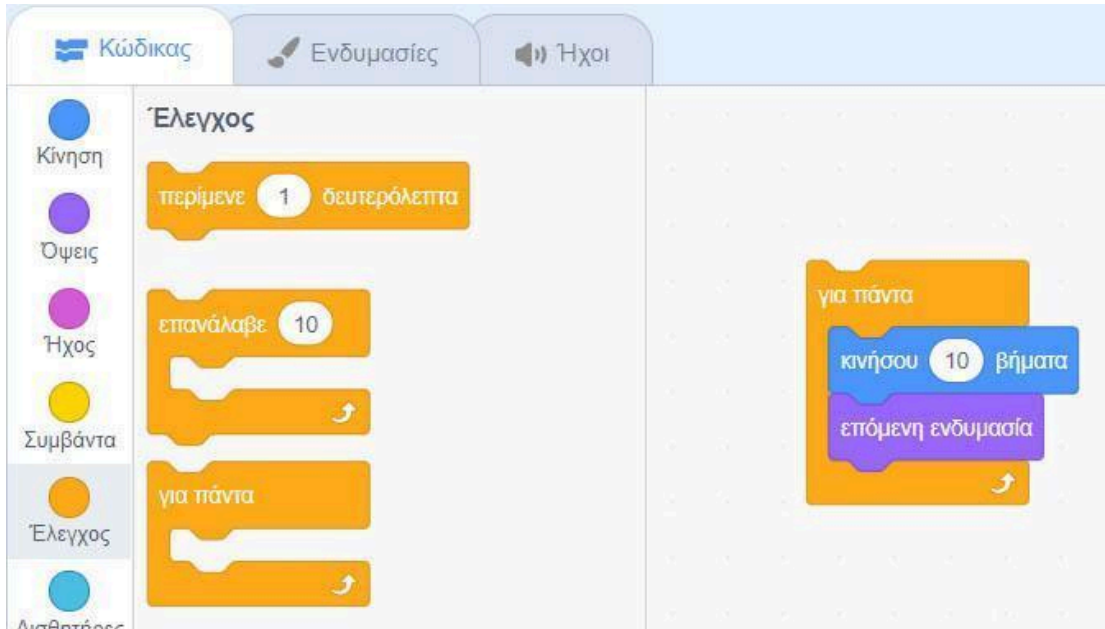 Κώδικας
Ενδυμασίες
Ήχοι
Κίνηση
Όψεις
Ήχος
Συμβάντα
Έλεγχος
Αισθητήρες
Έλεγχος
περίμενε 1 δευτερόλεπτα
επανάλαβε 10
για πάντα
για πάντα
κινήσου 10 βήματα
επόμενη ενδυμασία